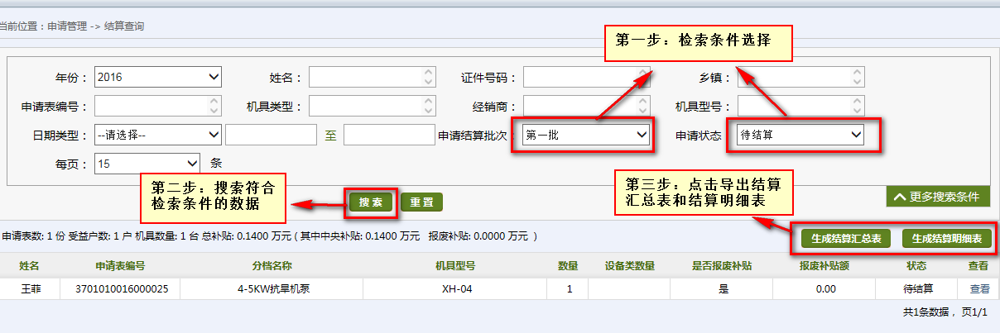 当前位置：申请管理 -> 结算查询
第一步：检索条件选择
年份： 2016 姓名： 证件号码： 乡镇：
申请表编号： 机具类型： 经销商： 机具型号：
日期类型： --请选择-- 至 申请结算批次： 第一批 申请状态 待结算
每页： 15 条
第二步：搜索符合
检索条件的数据
搜 索 重 置
第三步：点击导出结算
汇总表和结算明细表
更多搜索条件
申请表数: 1 份 受益户数: 1 户 机具数量: 1 台 总补贴: 0.1400 万元 ( 其中中央补贴: 0.1400 万元 报废补贴: 0.0000 万元 )
生成结算汇总表 生成结算明细表
姓名 申请表编号 分档名称 机具型号 数量 设备类数量 是否报废补贴 报废补贴额 状态 查看
王菲 3701010016000025 4-5KW抗旱机泵 XH-04 1 是 0.00 待结算 查看
共1条数据 ，页1/1